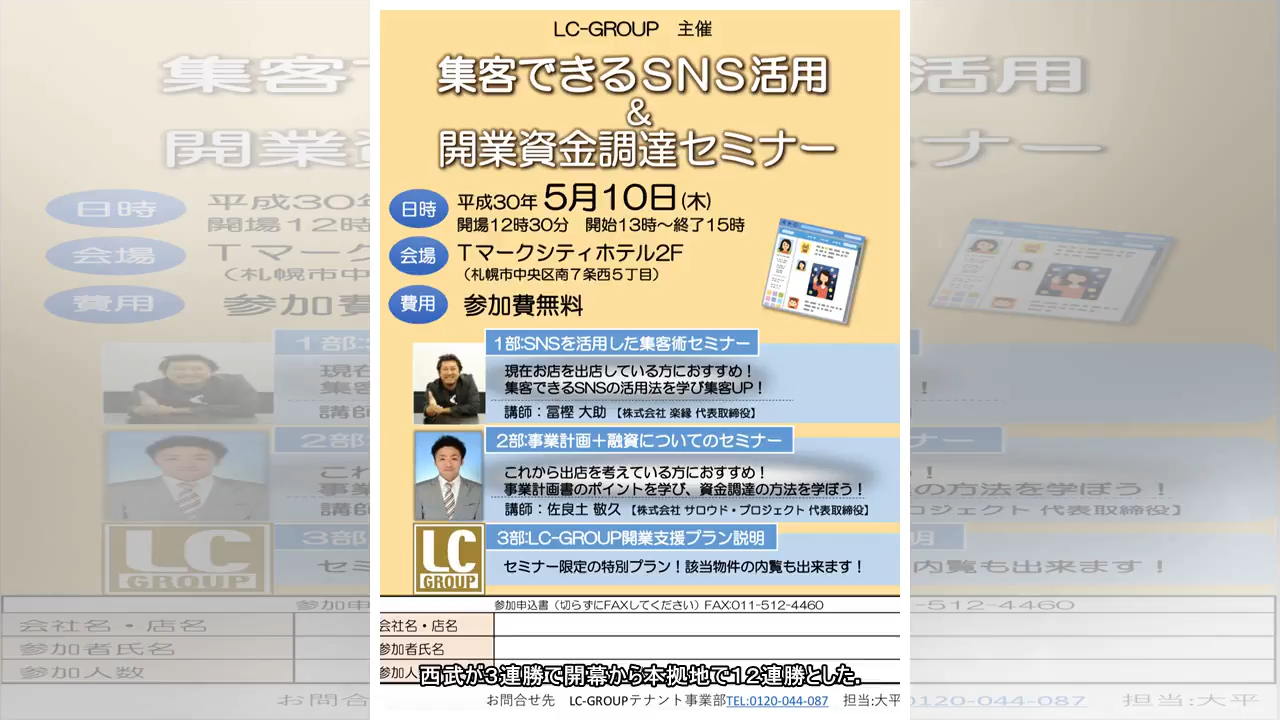 LC-GROUP 主催
集客できるSNS活用
&
開業資金調達セミナー
日時
平成30年 5月10日(木)
開場12時30分 開始13時～終了15時
会場
Tマークシティホテル2F
（札幌市中央区南7条西5丁目）
費用
参加費無料
1部:SNSを活用した集客術セミナー
現在お店を出店している方におすすめ！
集客できるSNSの活用法を学び集客UP！
講師：冨樫 大助 【株式会社 楽縁 代表取締役】
2部:事業計画＋融資についてのセミナー
これから出店を考えている方におすすめ！
事業計画書のポイントを学び、資金調達の方法を学ぼう！
講師：佐良土 敬久 【株式会社 サロウド・プロジェクト 代表取締役】
LC
GROUP
3部:LC-GROUP開業支援プラン説明
セミナー限定の特別プラン！該当物件の内覧も出来ます！
参加申込書（切らずにFAXしてください）FAX:011-512-4460
会社名・店名
参加者氏名
参加人
西武が3連勝で開幕から本拠地で12連勝とした.
お問合せ先 LC-GROUPテナント事業部TEL:0120-044-087 担当:大平